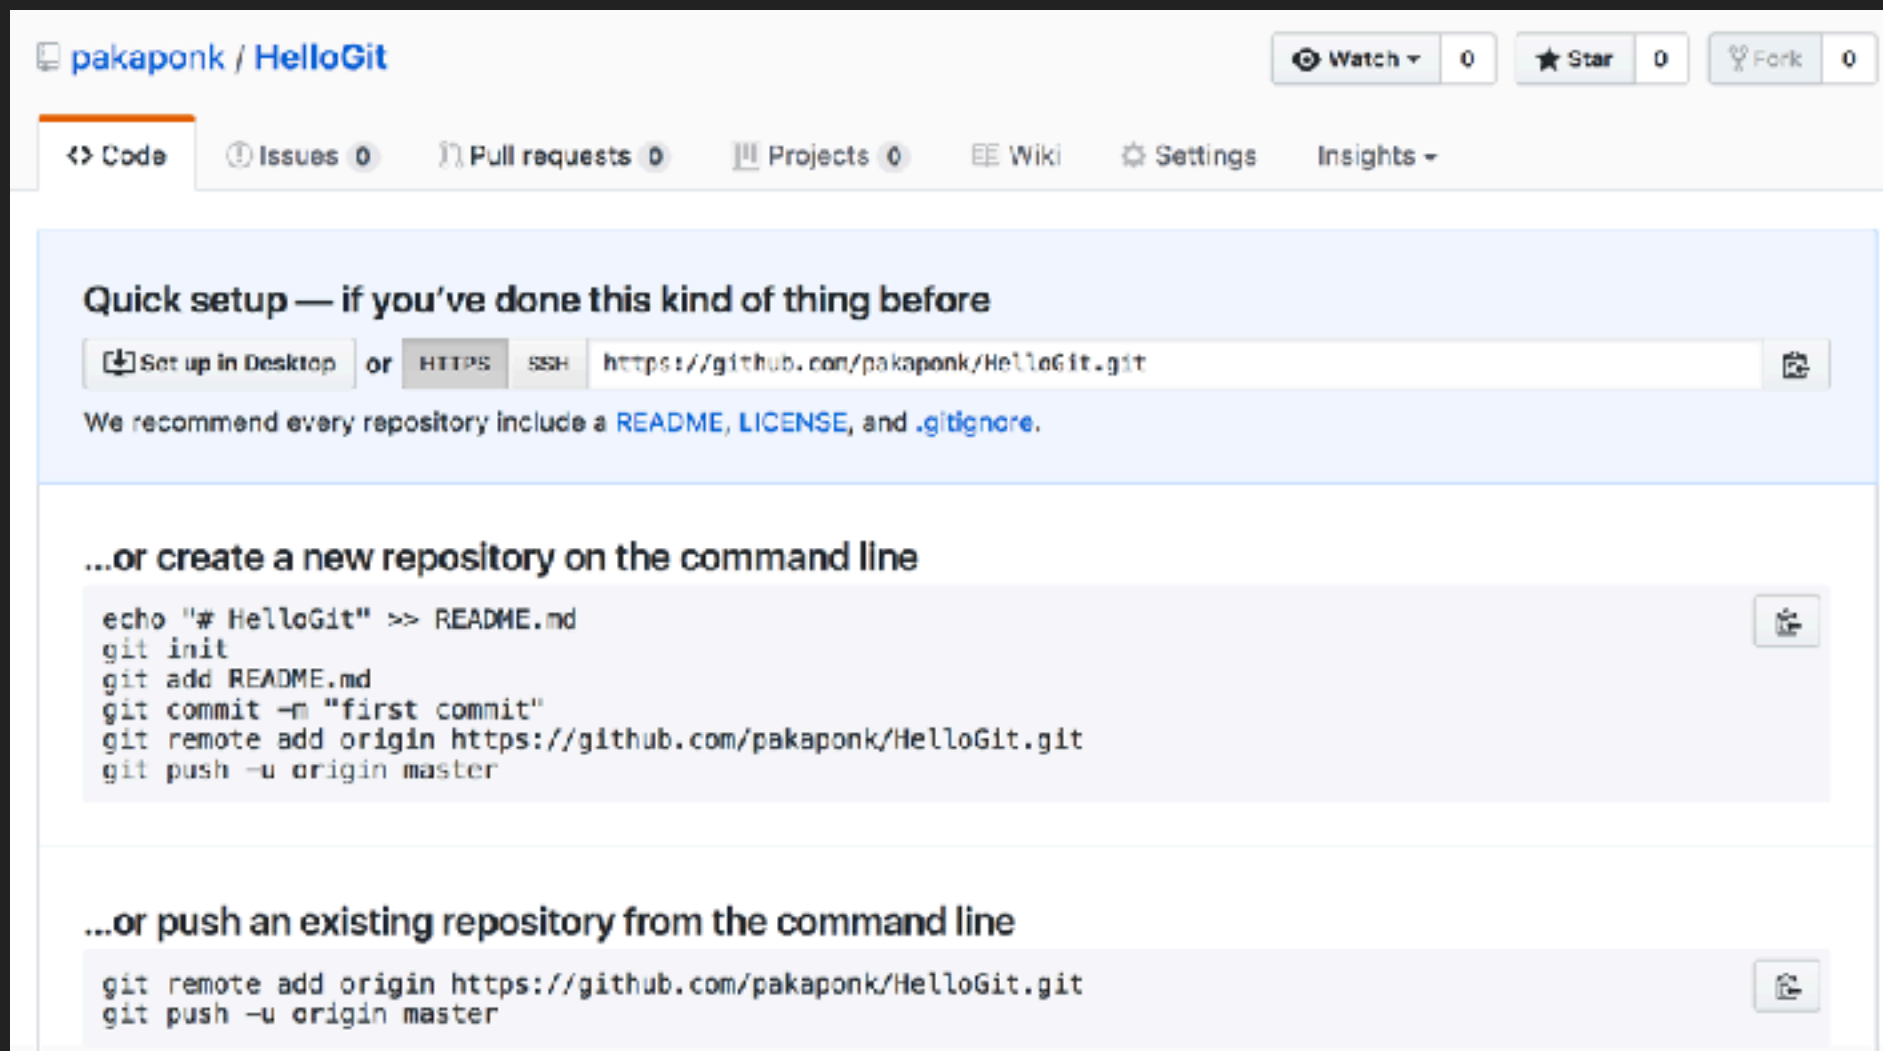 pakaponk / HelloGit
Watch 0 Star 0 Fork 0
Code Issues 0 Pull requests 0 Projects 0 Wiki Settings Insights
Quick setup — if you've done this kind of thing before
Set up in Desktop or HTTPS SSH https://github.com/pakaponk/HelloGit.git
We recommend every repository include a README, LICENSE, and .gitignore.
...or create a new repository on the command line
echo "# HelloGit" >> README.md
git init
git add README.md
git commit -m "first commit"
git remote add origin https://github.com/pakaponk/HelloGit.git
git push -u origin master
...or push an existing repository from the command line
git remote add origin https://github.com/pakaponk/HelloGit.git
git push -u origin master